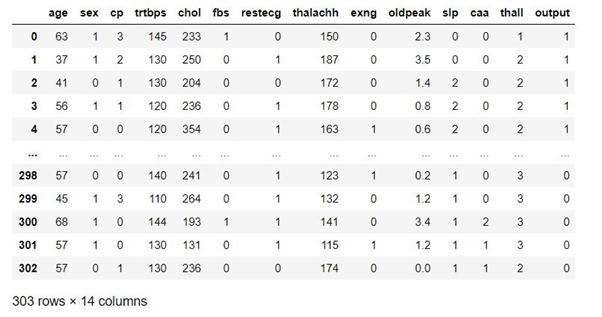 age sex cp trtbps chol fbs restecg thalachh exng oldpeak slp caa thall output
0 63 1 3 145 233 1 0 150 0 2.3 0 0 1 1
1 37 1 2 130 250 0 1 187 0 3.5 0 0 2 1
2 41 0 1 130 204 0 0 172 0 1.4 2 0 2 1
3 56 1 1 120 236 0 1 178 0 0.8 2 0 2 1
4 57 0 0 120 354 0 1 163 1 0.6 2 0 2 1
... ... ... ... ... ... ... ... ... ... ... ... ... ... ...
298 57 0 0 140 241 0 1 123 1 0.2 1 0 3 0
299 45 1 3 110 264 0 1 132 0 1.2 1 0 3 0
300 68 1 0 144 193 1 1 141 0 3.4 1 2 3 0
301 57 1 0 130 131 0 1 115 1 1.2 1 1 3 0
302 57 0 1 130 236 0 0 174 0 0.0 1 1 2 0
303 rows × 14 columns